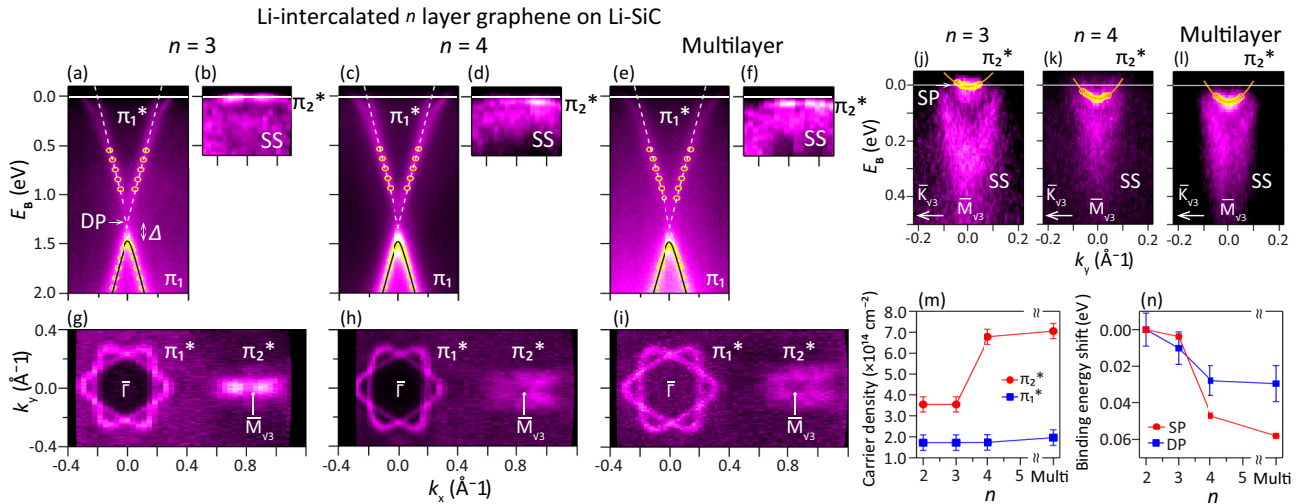 Li-intercalated n layer graphene on Li-SiC
n = 3
n = 4
Multilayer
(a)
(b)
(c)
(d)
(e)
(f)
π₁*
π₂*
SS
π₁*
π₂*
SS
π₁*
π₂*
SS
DP
Δ
π₁
π₁
π₁
0.0
0.5
1.0
1.5
2.0
E_B (eV)
(g)
(h)
(i)
π₁*
π₂*
Γ̅
M̅√3
π₁*
π₂*
Γ̅
M̅√3
π₁*
π₂*
Γ̅
M̅√3
0.4
0.0
-0.4
k_y (Å⁻¹)
-0.4 0.0 0.4 0.8
-0.4 0.0 0.4 0.8
-0.4 0.0 0.4 0.8
k_x (Å⁻¹)
n = 3
n = 4
Multilayer
(j)
π₂*
(k)
π₂*
(l)
π₂*
SP
SS
SS
SS
K̅√3
M̅√3
K̅√3
M̅√3
K̅√3
M̅√3
0.0
0.2
0.4
E_B (eV)
-0.2 0.0 0.2
-0.2 0.0 0.2
-0.2 0.0 0.2
k_y (Å⁻¹)
(m)
8.0
7.0
6.0
5.0
4.0
3.0
2.0
1.0
Carrier density (×10¹⁴ cm⁻²)
π₂*
π₁*
2 3 4 5 Multi
n
(n)
0.00
0.02
0.04
0.06
Binding energy shift (eV)
SP
DP
2 3 4 5 Multi
n